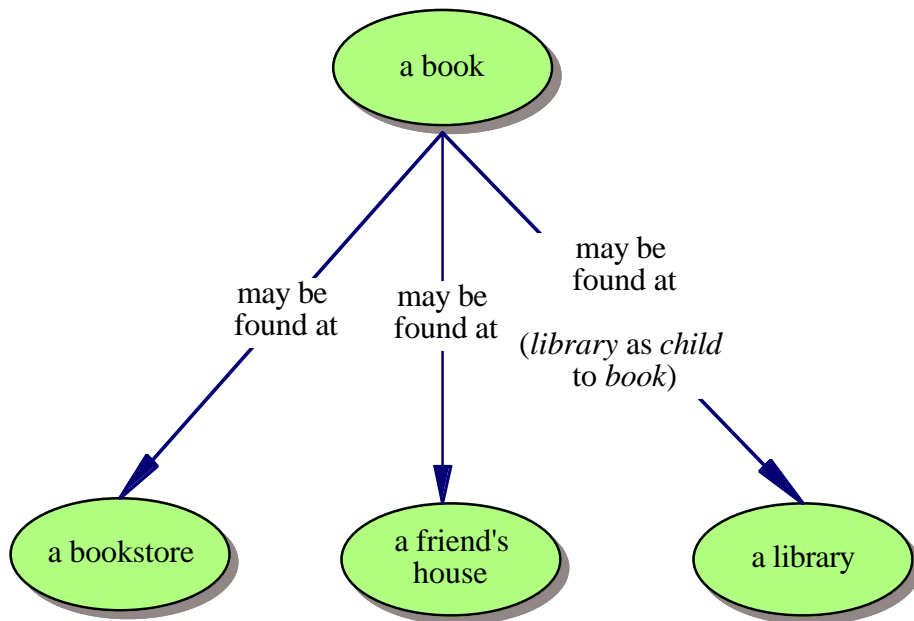 a book
may be
found at
may be
found at
may be
found at
(library as child
to book)
a bookstore
a friend's
house
a library